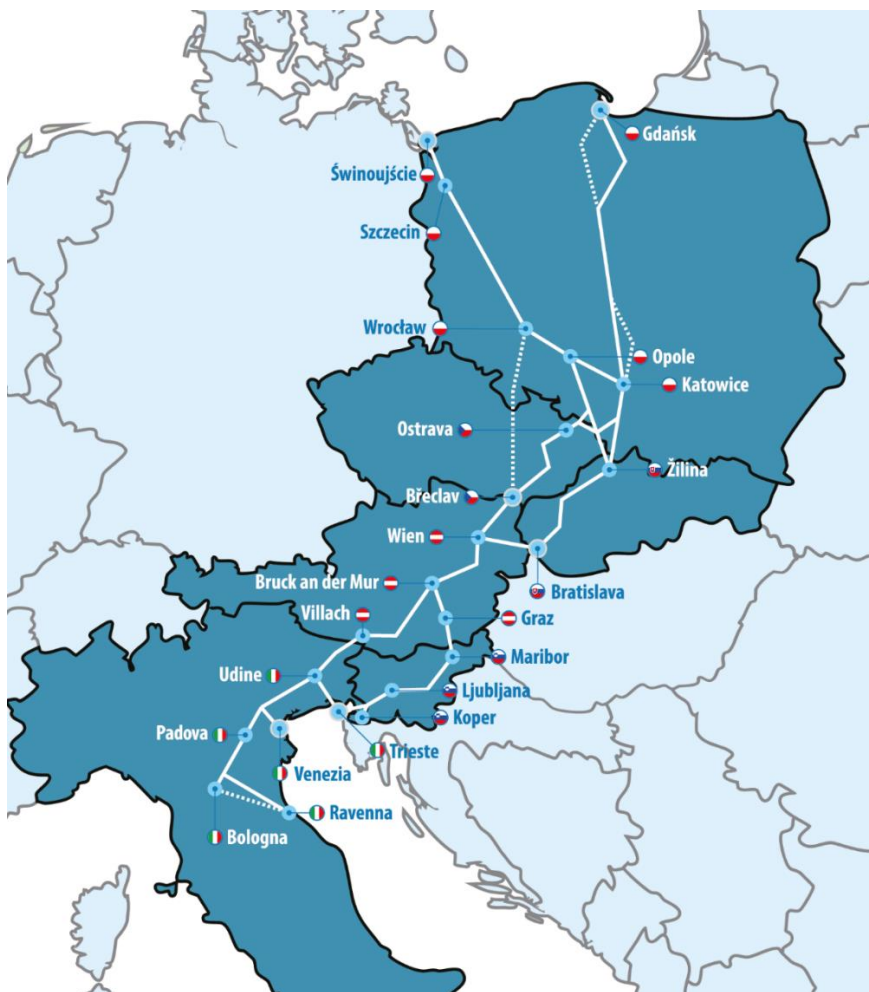 Gdańsk
Świnoujście
Szczecin
Wrocław
Opole
Katowice
Ostrava
Žilina
Břeclav
Wien
Bruck an der Mur
Bratislava
Villach
Graz
Maribor
Udine
Ljubljana
Koper
Padova
Trieste
Venezia
Ravenna
Bologna